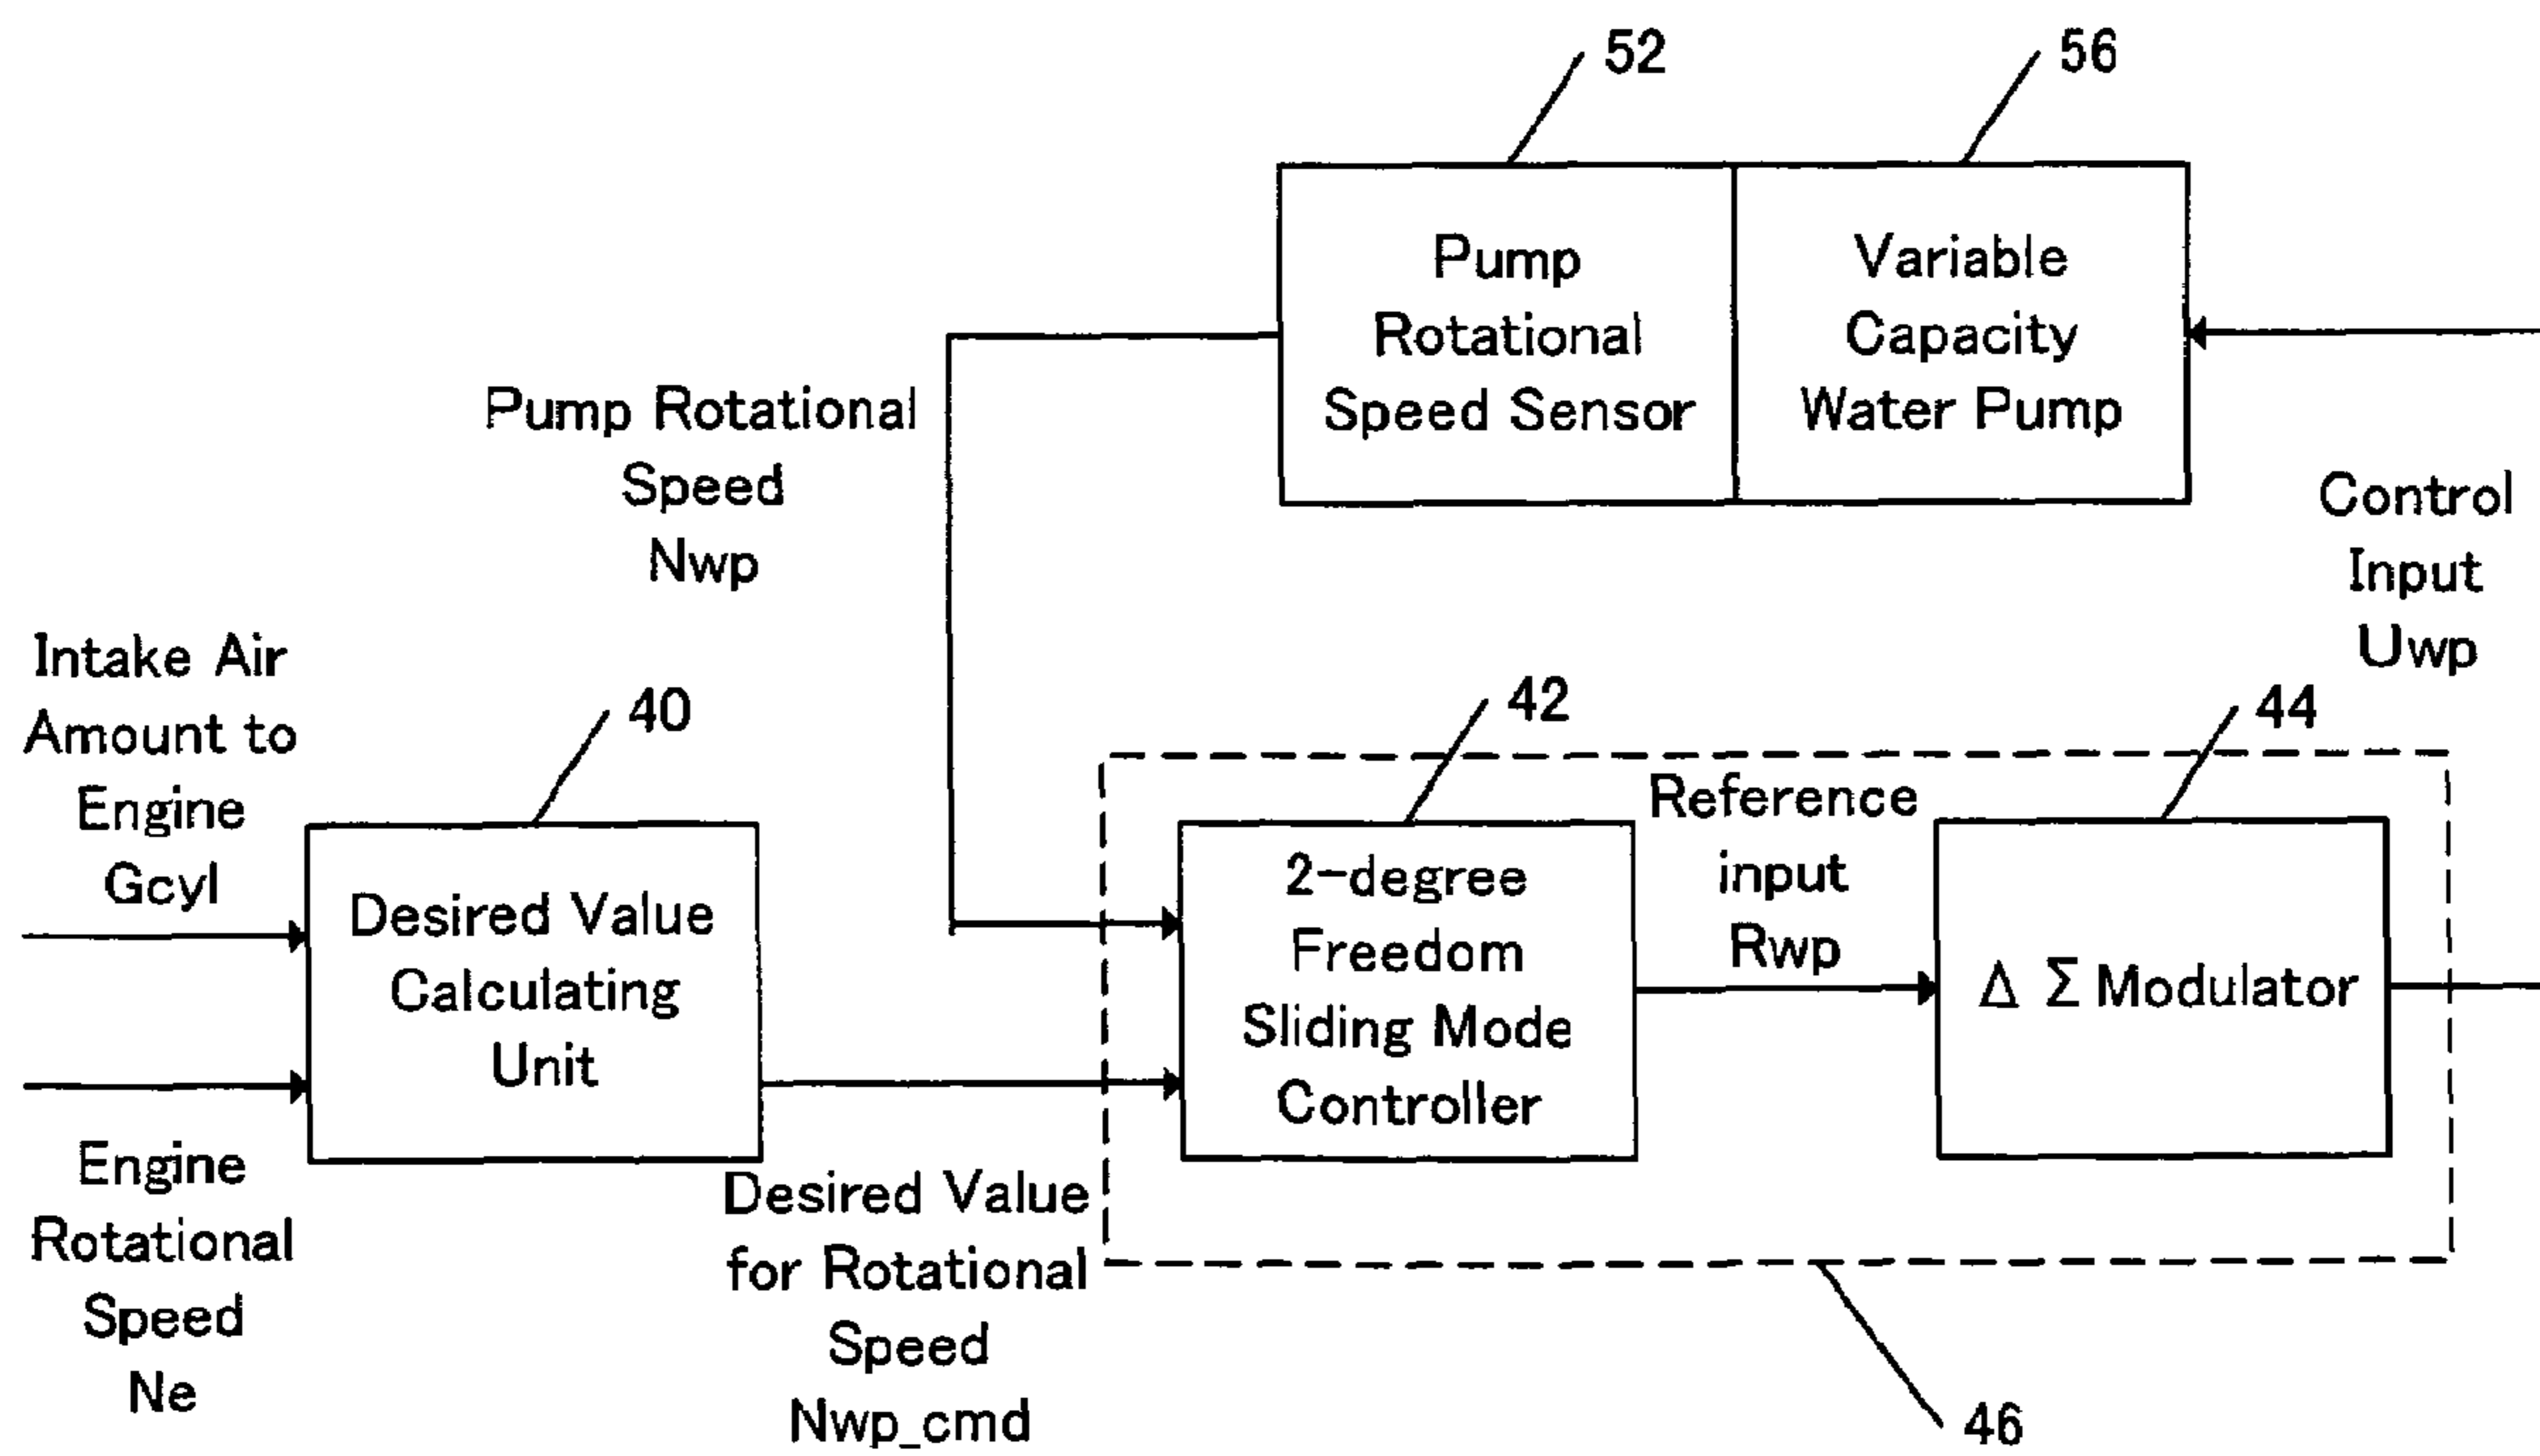 52
56
Pump
Rotational
Speed Sensor
Variable
Capacity
Water Pump
Pump Rotational
Speed
Nwp
Control
Input
Uwp
Intake Air
Amount to
Engine
Gcyl
40
42
44
Desired Value
Calculating
Unit
2-degree
Freedom
Sliding Mode
Controller
Reference
input
Rwp
Δ Σ Modulator
Engine
Rotational
Speed
Ne
Desired Value
for Rotational
Speed
Nwp_cmd
46